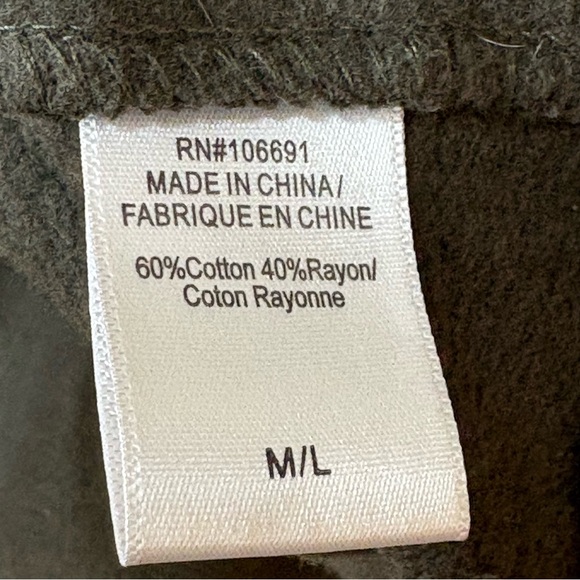 RN#106691
MADE IN CHINA/
FABRIQUE EN CHINE
60%Cotton 40%Rayon/
Coton Rayonne
M/L